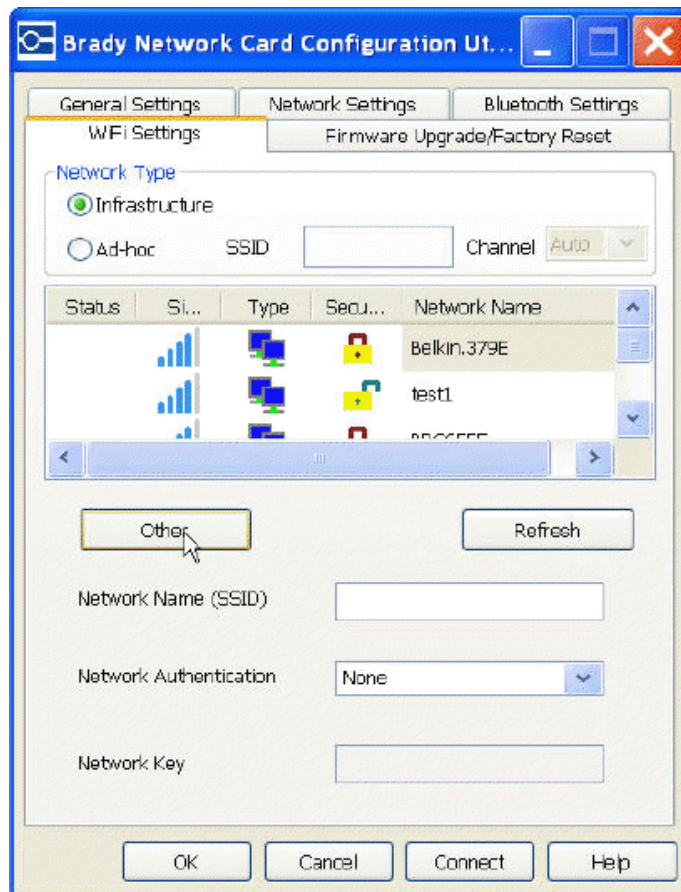 Brady Network Card Configuration Ut...
General Settings Network Settings Bluetooth Settings
WiFi Settings Firmware Upgrade/Factory Reset
Network Type
Infrastructure
Ad-hoc SSID Channel Auto
Status Si... Type Secu... Network Name
Belkin.379E
test1
Other Refresh
Network Name (SSID)
Network Authentication None
Network Key
OK Cancel Connect Help